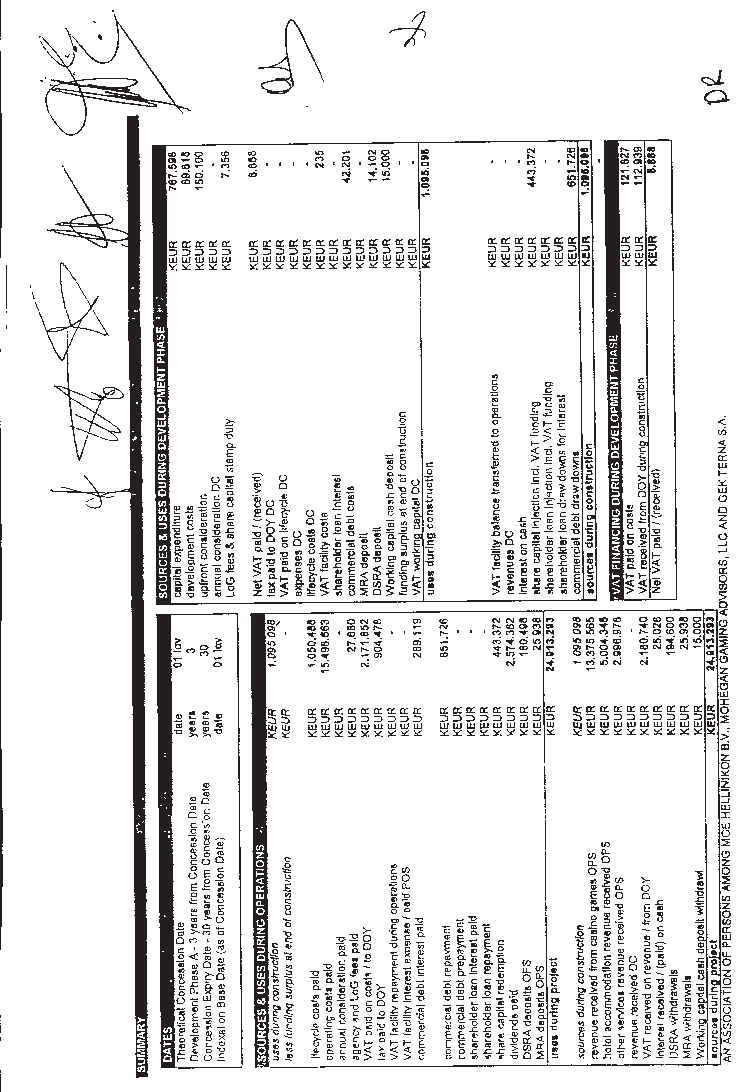 SUMMARY
DATES
Theoretical Concession Date date 01 Ιαν
Development Phase A - 3 years from Concession Date years 3
Concession Expiry Date - 30 years from Concession Date years 30
Indexation Base Date (as of Concession Date) date 01 Ιαν
SOURCES & USES DURING OPERATIONS
uses during construction KEUR 1.095.098
less funding surplus at end of construction KEUR -
lifecycle costs paid KEUR 1.050.488
operating costs paid KEUR 15.498.663
annual consideration paid KEUR -
agency and LoG fees paid KEUR 27.680
VAT paid on costs / to DOY KEUR 2.171.852
tax paid to DOY KEUR 904.478
VAT facility repayment during operations KEUR -
VAT facility interest expense / paid POS KEUR -
commercial debt interest paid KEUR 289.119
commercial debt repayment KEUR 651.726
commercial debt prepayment KEUR -
shareholder loan interest paid KEUR -
shareholder loan repayment KEUR -
share capital redemption KEUR 443.372
dividends paid KEUR 2.574.362
DSRA deposits OPS KEUR 180.498
MRA deposits OPS KEUR 25.938
uses during project KEUR 24.913.293
sources during construction KEUR 1.095.098
revenue received from casino games OPS KEUR 13.375.565
hotel accommodation revenue received OPS KEUR 5.004.348
other services revenue received OPS KEUR 2.996.978
revenue received DC KEUR -
VAT received on revenue / from DOY KEUR 2.180.740
interest received / (paid) on cash KEUR 25.028
DSRA withdrawals KEUR 194.600
MRA withdrawals KEUR 25.938
Working capital cash deposit withdrawl KEUR 15.000
sources during project KEUR 24.913.293
SOURCES & USES DURING DEVELOPMENT PHASE
capital expenditure KEUR 767.598
development costs KEUR 89.818
upfront consideration KEUR 150.100
annual consideration DC KEUR -
LoG fees & share capital stamp duty KEUR 7.356
Net VAT paid / (received) KEUR 8.888
tax paid to DOY DC KEUR -
VAT paid on lifecycle DC KEUR -
expenses DC KEUR -
lifecycle costs DC KEUR -
VAT facility costs KEUR 235
shareholder loan interest KEUR -
commercial debt costs KEUR 42.201
MRA deposit KEUR -
DSRA deposit KEUR 14.102
Working capital cash deposit KEUR 15.000
funding surplus at end of construction KEUR -
VAT working capital DC KEUR -
uses during construction KEUR 1.095.098
VAT facility balance transferred to operations KEUR -
revenues DC KEUR -
interest on cash KEUR -
share capital injection incl. VAT funding KEUR 443.372
shareholder loan injection incl. VAT funding KEUR -
shareholder loan draw downs for interest KEUR -
commercial debt draw downs KEUR 651.726
sources during construction KEUR 1.095.098
VAT FINANCING DURING DEVELOPMENT PHASE
VAT paid on costs KEUR 121.827
VAT received from DOY during construction KEUR 112.939
Net VAT paid / (received) KEUR 8.888
AN ASSOCIATION OF PERSONS AMONG MCE HELLINIKON B.V., MOHEGAN GAMING ADVISORS, LLC AND GEK TERNA S.A.
DR